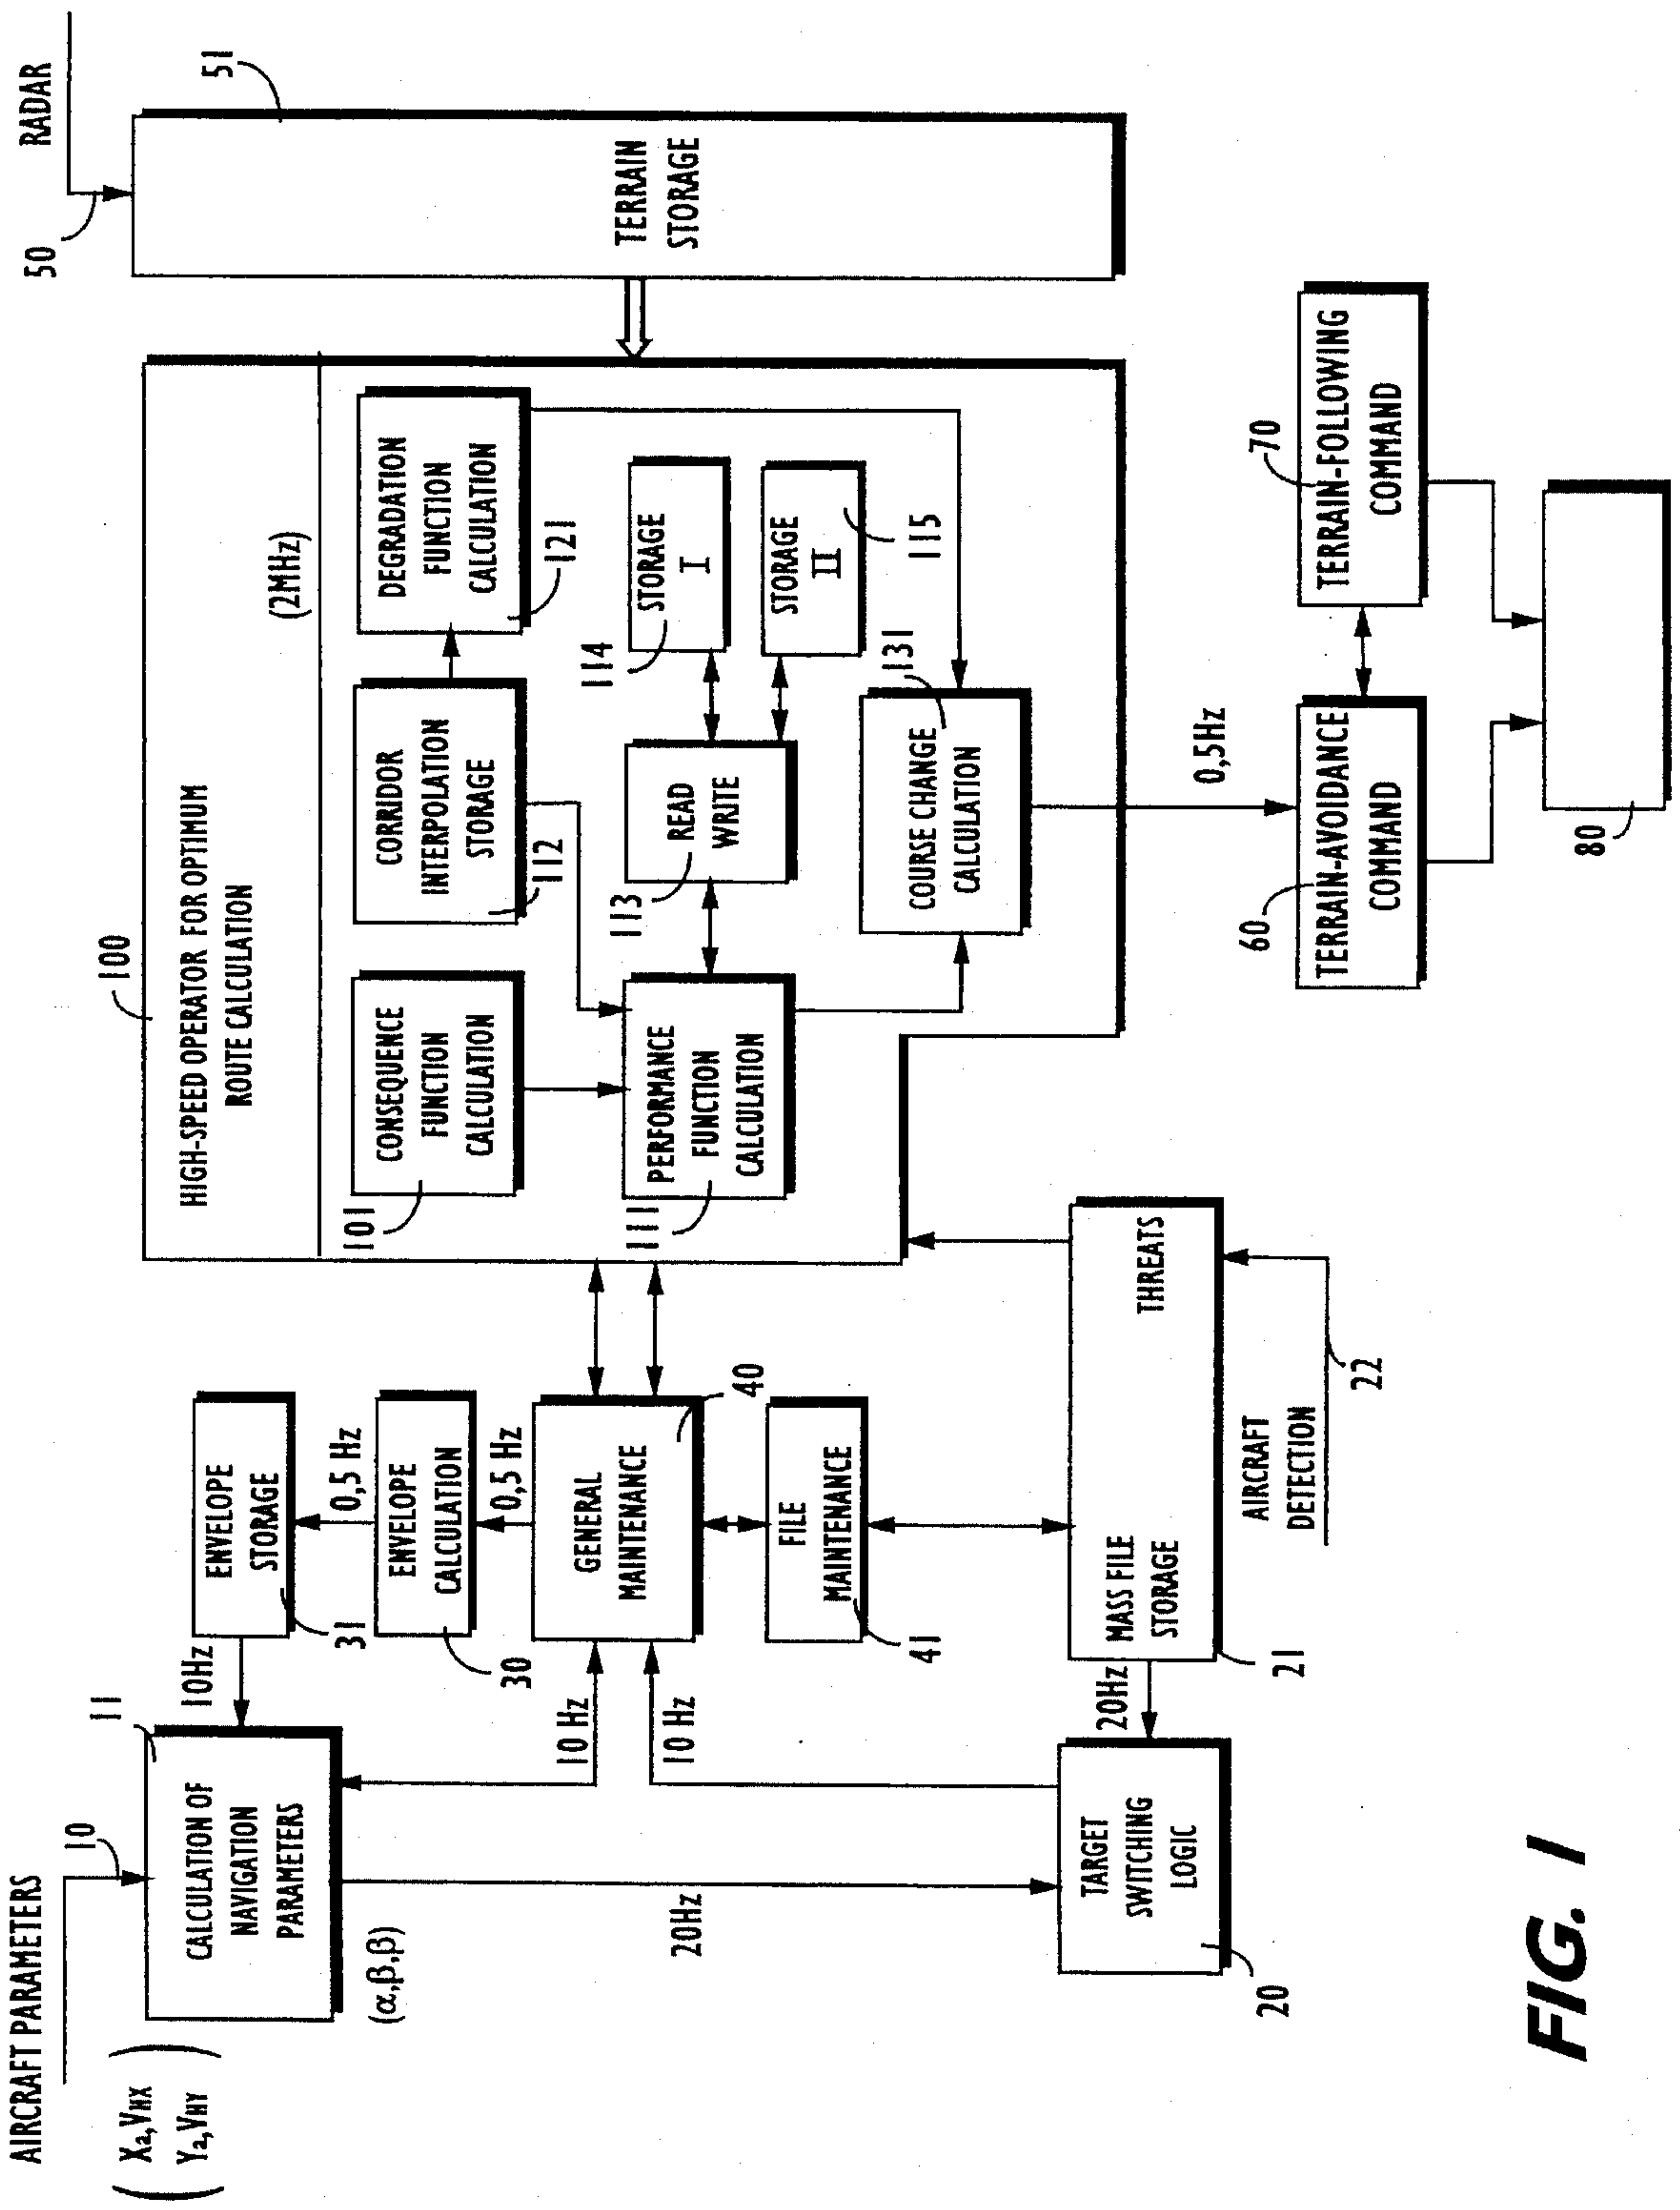 AIRCRAFT PARAMETERS
10
( Xa,VHX
Ya,VHY )
11
CALCULATION OF
NAVIGATION
PARAMETERS
(α,β,β)
10Hz
ENVELOPE
STORAGE
31
0,5 Hz
ENVELOPE
CALCULATION
30
0,5 Hz
GENERAL
MAINTENANCE
40
10 Hz
10 Hz
FILE
MAINTENANCE
41
20Hz
TARGET
SWITCHING
LOGIC
20
20Hz
MASS FILE
STORAGE
THREATS
21
AIRCRAFT
DETECTION
22
100
HIGH-SPEED OPERATOR FOR OPTIMUM
ROUTE CALCULATION
(2MHz)
CONSEQUENCE
FUNCTION
CALCULATION
101
CORRIDOR
INTERPOLATION
STORAGE
112
DEGRADATION
FUNCTION
CALCULATION
121
PERFORMANCE
FUNCTION
CALCULATION
111
READ
WRITE
113
STORAGE
I
114
STORAGE
II
115
COURSE CHANGE
CALCULATION
131
RADAR
50
51
TERRAIN
STORAGE
0,5Hz
60
TERRAIN-AVOIDANCE
COMMAND
70
TERRAIN-FOLLOWING
COMMAND
80
FIG. 1